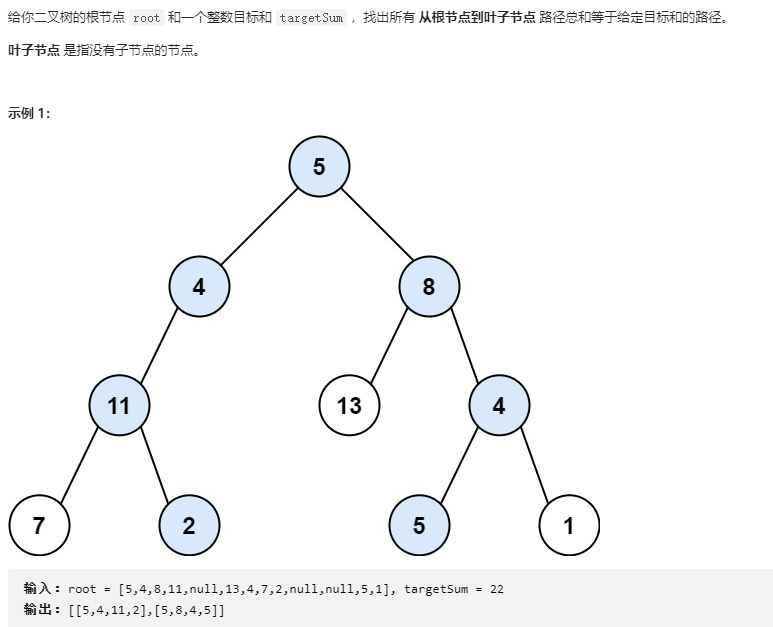 给你二叉树的根节点 root 和一个整数目标和 targetSum ，找出所有 从根节点到叶子节点 路径总和等于给定目标和的路径。
叶子节点 是指没有子节点的节点。
示例 1：
5
4 8
11 13 4
7 2 5 1
输入：root = [5,4,8,11,null,13,4,7,2,null,null,5,1], targetSum = 22
输出：[[5,4,11,2],[5,8,4,5]]